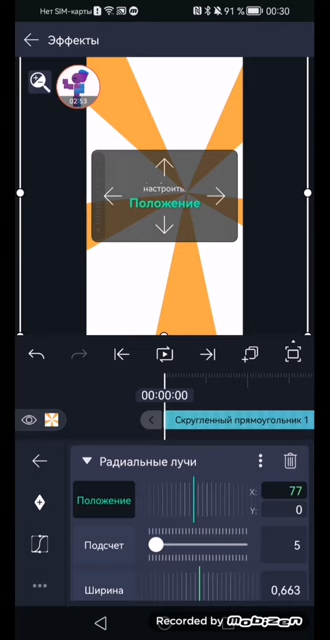 Нет SIM-карты 91 % 00:30
Эффекты
02:53
настроить.
Положение
00:00:00
Скругленный прямоугольник 1
Радиальные лучи
Положение X: 77
Y: 0
Подсчет 5
Ширина 0,663
Recorded by Mobizen